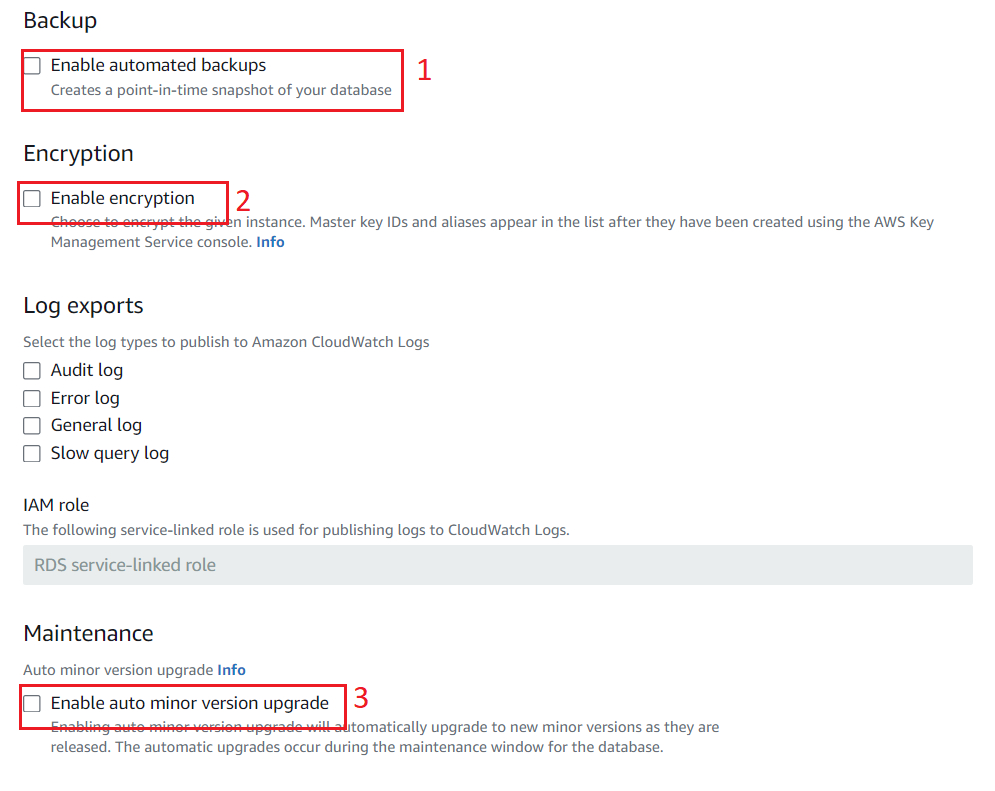 Backup
Enable automated backups
1
Creates a point-in-time snapshot of your database
Encryption
Enable encryption
2
Choose to encrypt the given instance. Master key IDs and aliases appear in the list after they have been created using the AWS Key
Management Service console. Info
Log exports
Select the log types to publish to Amazon CloudWatch Logs
Audit log
Error log
General log
Slow query log
IAM role
The following service-linked role is used for publishing logs to CloudWatch Logs.
RDS service-linked role
Maintenance
Auto minor version upgrade Info
Enable auto minor version upgrade
3
Enabling auto minor version upgrade will automatically upgrade to new minor versions as they are
released. The automatic upgrades occur during the maintenance window for the database.